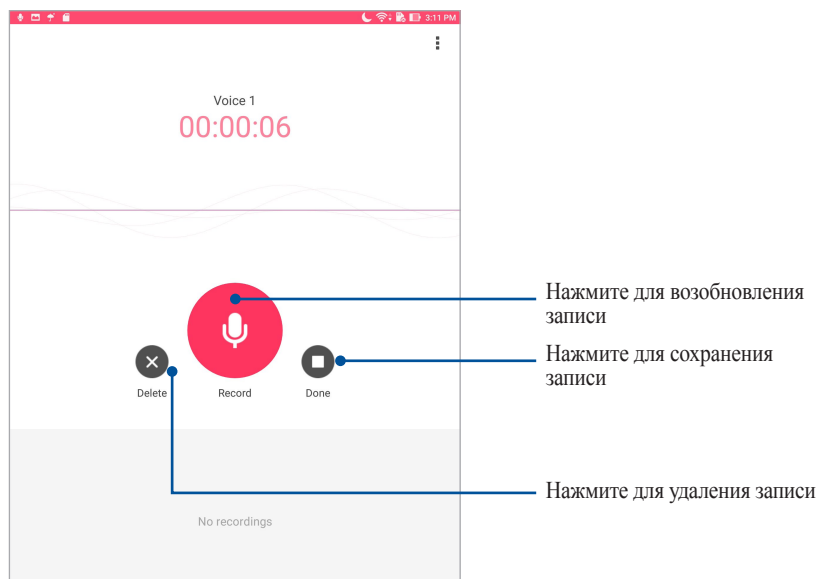 3:11 PM
Voice 1
00:00:06
Нажмите для возобновления
записи
Нажмите для сохранения
записи
Delete
Record
Done
Нажмите для удаления записи
No recordings